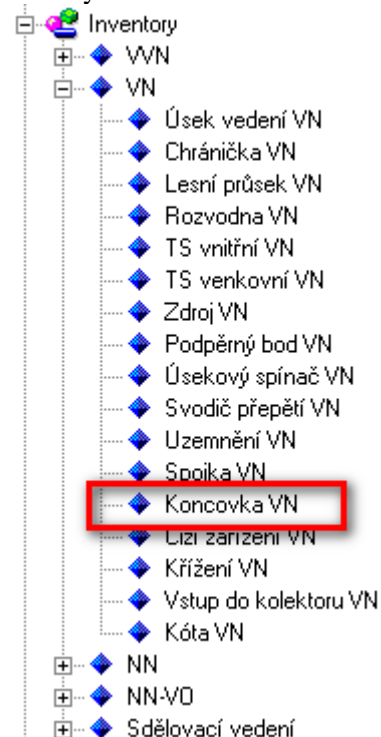 Inventory
VVN
VN
Úsek vedení VN
Chránička VN
Lesní průsek VN
Rozvodna VN
TS vnitřní VN
TS venkovní VN
Zdroj VN
Podpěrný bod VN
Úsekový spínač VN
Svodič přepětí VN
Uzemnění VN
Spojka VN
Koncovka VN
Cizí zařízení VN
Křížení VN
Vstup do kolektoru VN
Kóta VN
NN
NN-VO
Sdělovací vedení